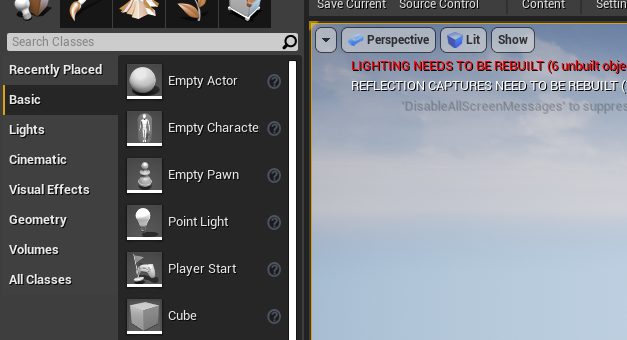 Save Current Source Control Content
Search Classes
Recently Placed
Basic
Lights
Cinematic
Visual Effects
Geometry
Volumes
All Classes
Empty Actor
Empty Characte
Empty Pawn
Point Light
Player Start
Cube
Perspective Lit Show
LIGHTING NEEDS TO BE REBUILT (6 unbuilt obje
REFLECTION CAPTURES NEED TO BE REBUILT (
'DisableAllScreenMessages' to suppres